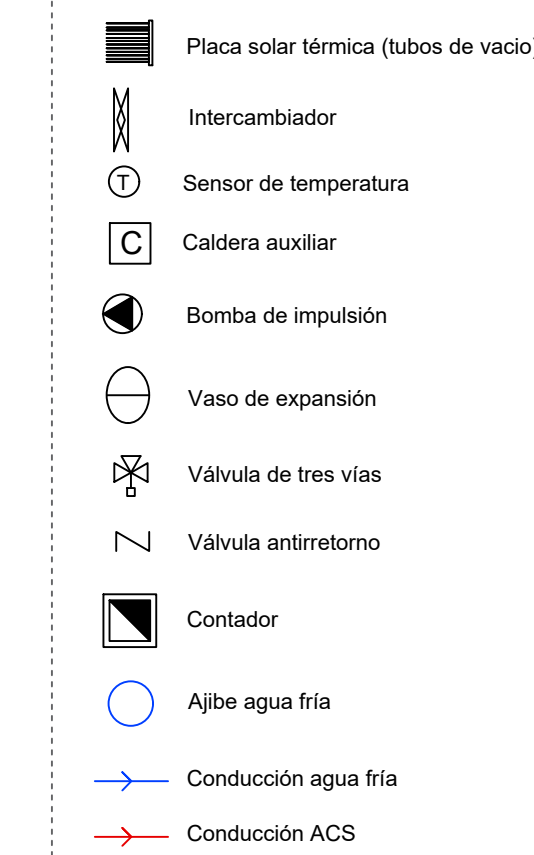 Placa solar térmica (tubos de vacio)
Intercambiador
T Sensor de temperatura
C Caldera auxiliar
Bomba de impulsión
Vaso de expansión
Válvula de tres vías
Válvula antirretorno
Contador
Ajibe agua fría
Conducción agua fría
Conducción ACS